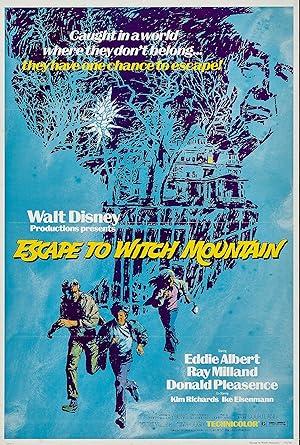 Caught in a world
where they don't belong...
they have one chance to escape!
Walt Disney
Productions presents
ESCAPE TO WITCH MOUNTAIN
Starring
Eddie Albert
Ray Milland
Donald Pleasence
Kim Richards Ike Eisenmann
TECHNICOLOR
G